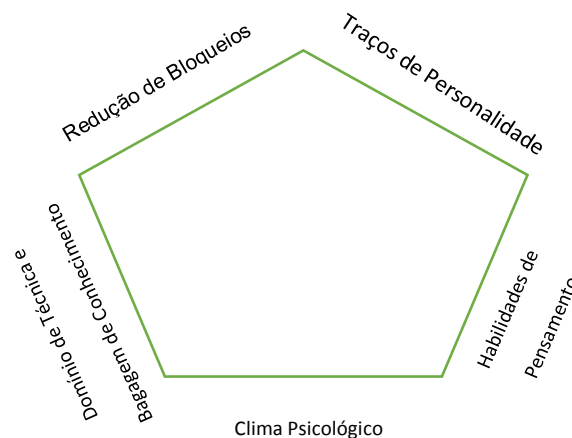 Redução de Bloqueios
Traços de Personalidade
Domínio de Técnica e
Bagagem de Conhecimento
Habilidades de
Pensamento
Clima Psicológico